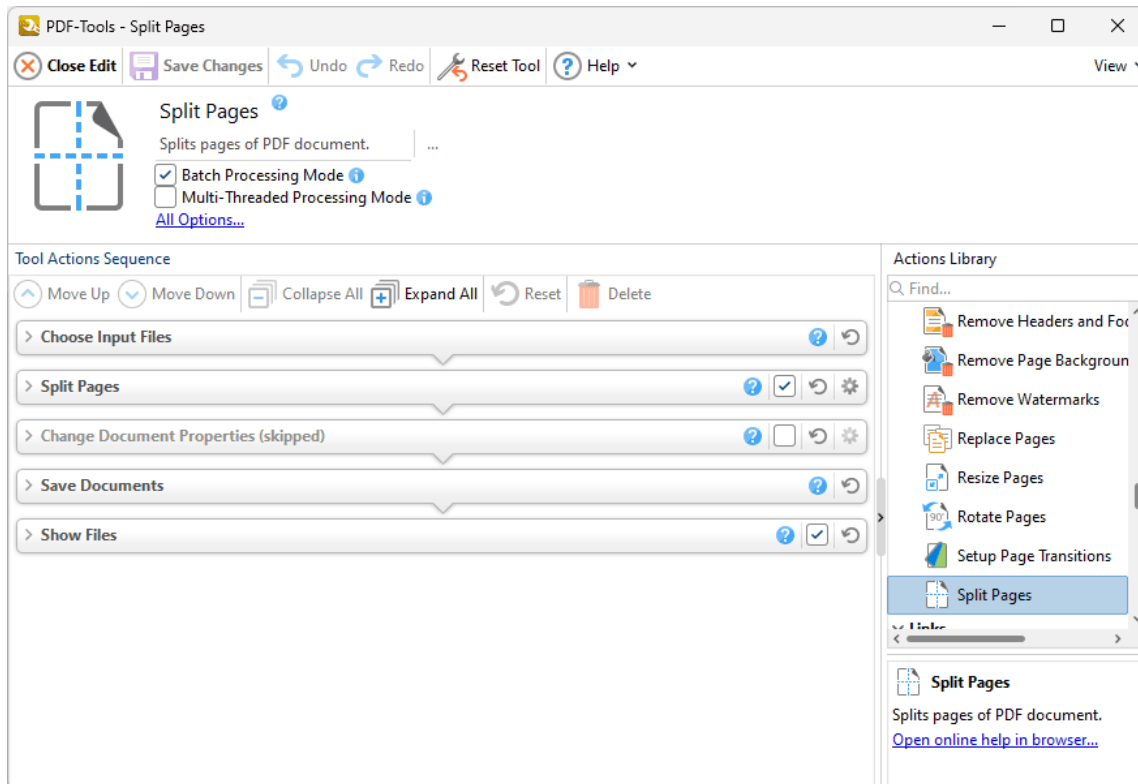 PDF-Tools - Split Pages
Close Edit Save Changes Undo Redo Reset Tool ? Help View
Split Pages ?
Splits pages of PDF document. ...
Batch Processing Mode i
Multi-Threaded Processing Mode i
All Options...
Tool Actions Sequence
Move Up Move Down Collapse All Expand All Reset Delete
Choose Input Files ?
Split Pages ?
Change Document Properties (skipped) ?
Save Documents ?
Show Files ?
Actions Library
Find...
Remove Headers and Foo
Remove Page Backgroun
Remove Watermarks
Replace Pages
Resize Pages
90° Rotate Pages
Setup Page Transitions
Split Pages
Links
Split Pages
Splits pages of PDF document.
Open online help in browser...